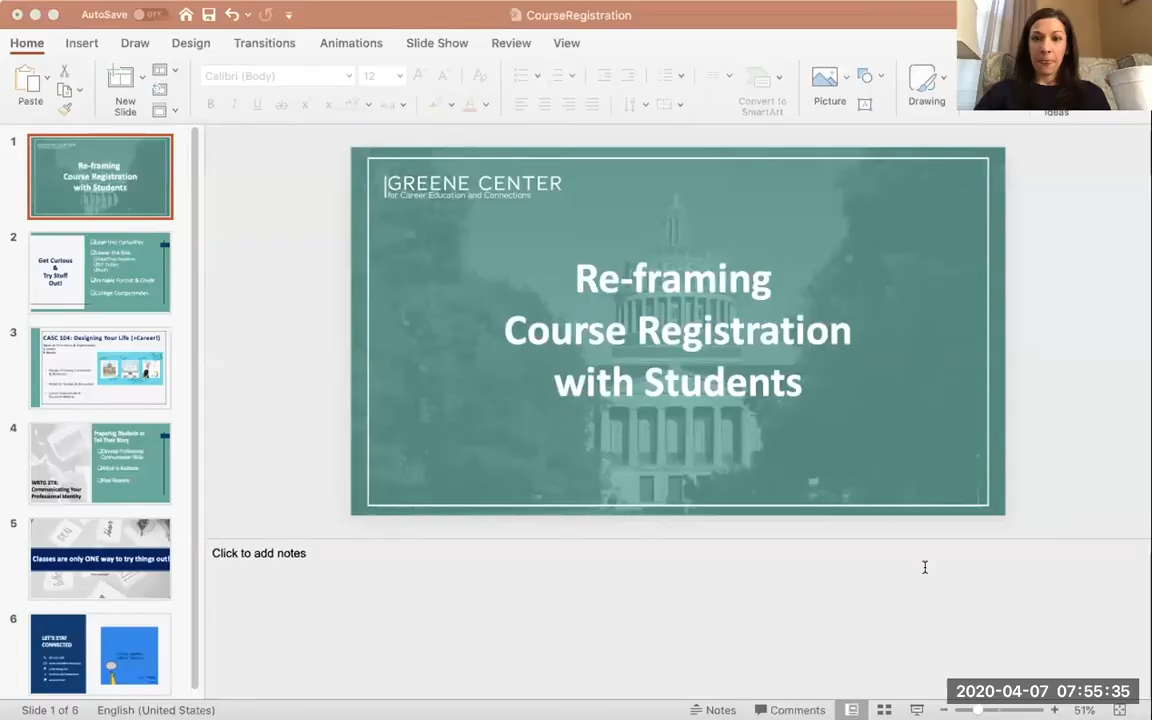 AutoSave OFF
CourseRegistration
Home Insert Draw Design Transitions Animations Slide Show Review View
Paste
New
Slide
Calibri (Body) 12
Convert to
SmartArt
Picture
Drawing
Ideas
1
Re-framing
Course Registration
with Students
2
Get Curious
&
Try Stuff
Out!
3
CASC 104: Designing Your Life (+Career!)
4
Preparing Students to
Tell Their Story
WRTG 273:
Communicating Your
Professional Identity
5
Classes are only ONE way to try things out!
6
LET'S STAY
CONNECTED
GREENE CENTER
for Career Education and Connections
Re-framing
Course Registration
with Students
Click to add notes
2020-04-07 07:55:35
Slide 1 of 6 English (United States) Notes Comments 51%